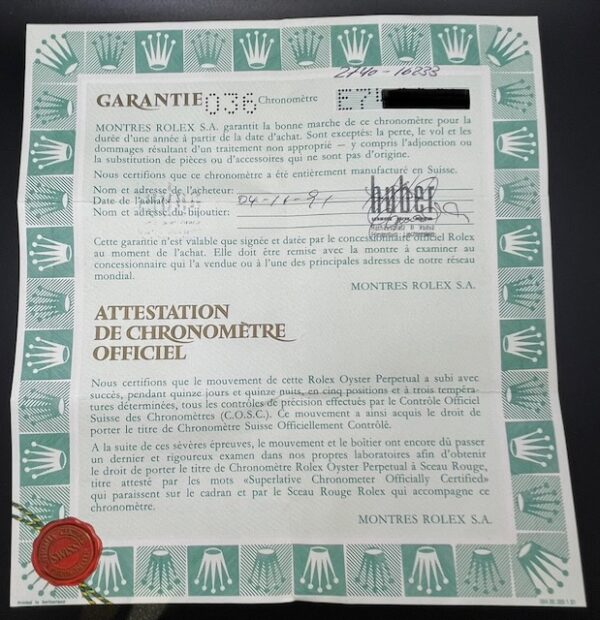 2140-16233
GARANTIE 036 Chronomètre E7
MONTRES ROLEX S.A. garantit la bonne marche de ce chronomètre pour la
durée d'une année à partir de la date d'achat. Sont exceptés: la perte, le vol et les
dommages résultant d'un traitement non approprié – y compris l'adjonction ou
la substitution de pièces ou d'accessoires qui ne sont pas d'origine.
Nous certifions que ce chronomètre a été entièrement manufacturé en Suisse.
Nom et adresse de l'acheteur:
Date de l'achat:
Nom et adresse du bijoutier:
huber
Cette garantie n'est valable que signée et datée par le concessionnaire officiel Rolex
au moment de l'achat. Elle doit être remise avec la montre à examiner au
concessionnaire qui l'a vendue ou à l'une des principales adresses de notre réseau
mondial.
MONTRES ROLEX S.A.
ATTESTATION
DE CHRONOMÈTRE
OFFICIEL
Nous certifions que le mouvement de cette Rolex Oyster Perpetual a subi avec
succès, pendant quinze jours et quinze nuits, en cinq positions et à trois tempéra-
tures déterminées, tous les contrôles de précision effectués par le Contrôle Officiel
Suisse des Chronomètres (C.O.S.C.). Ce mouvement a ainsi acquis le droit de
porter le titre de Chronomètre Suisse Officiellement Contrôlé.
A la suite de ces sévères épreuves, le mouvement et le boîtier ont encore dû passer
un dernier et rigoureux examen dans nos propres laboratoires afin d'obtenir
le droit de porter le titre de Chronomètre Rolex Oyster Perpetual à Sceau Rouge,
titre attesté par les mots «Superlative Chronometer Officially Certified»
qui paraissent sur le cadran et par le Sceau Rouge Rolex qui accompagne ce
chronomètre.
MONTRES ROLEX S.A.
SWISS
Printed in Switzerland